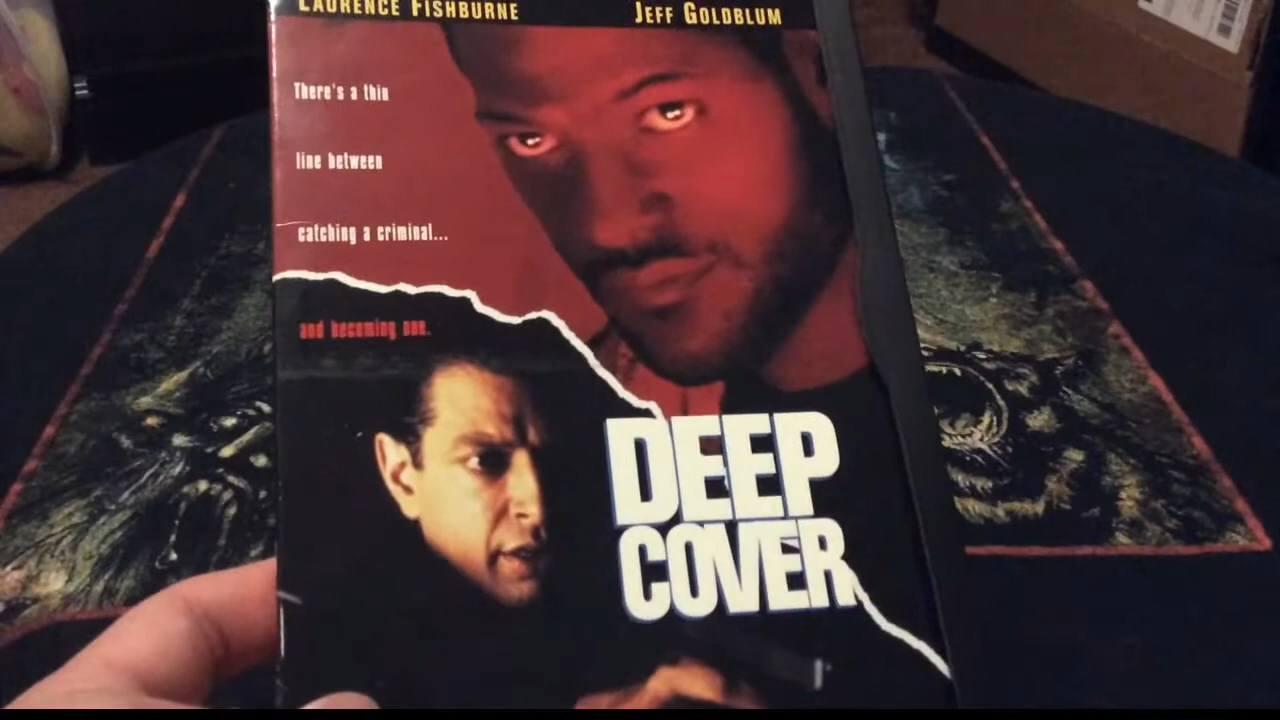 LAURENCE FISHBURNE JEFF GOLDBLUM
There's a thin
line between
catching a criminal...
and becoming one.
DEEP
COVER